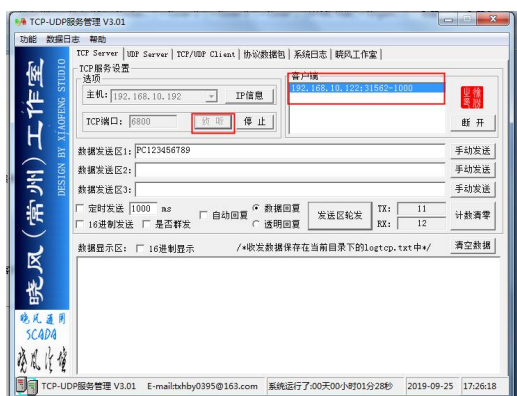 TCP-UDP服务管理 V3.01
功能 数据日志 帮助
TCP Server UDP Server TCP/UDP Client 协议数据包 系统日志 晓风工作室
TCP服务设置
选项
主机: 192.168.10.192 IP信息
TCP端口: 6800 侦听 停止
客户端
192.168.10.122:31562-1000
断开
数据发送区1: PC123456789 手动发送
数据发送区2: 手动发送
数据发送区3: 手动发送
定时发送 1000 ms
16进制发送 是否群发
自动回复
数据回复
透明回复
发送区轮发
TX: 11
RX: 12
计数清零
数据显示区: 16进制显示 /*收发数据保存在当前目录下的logtcp.txt中*/ 清空数据
晓风(常州)工作室
DESIGN BY XIAOFENG STUDIO
晓风通用
SCADA
TCP-UDP服务管理 V3.01 E-mail:txhby0395@163.com 系统运行了:00天00小时01分28秒 2019-09-25 17:26:18